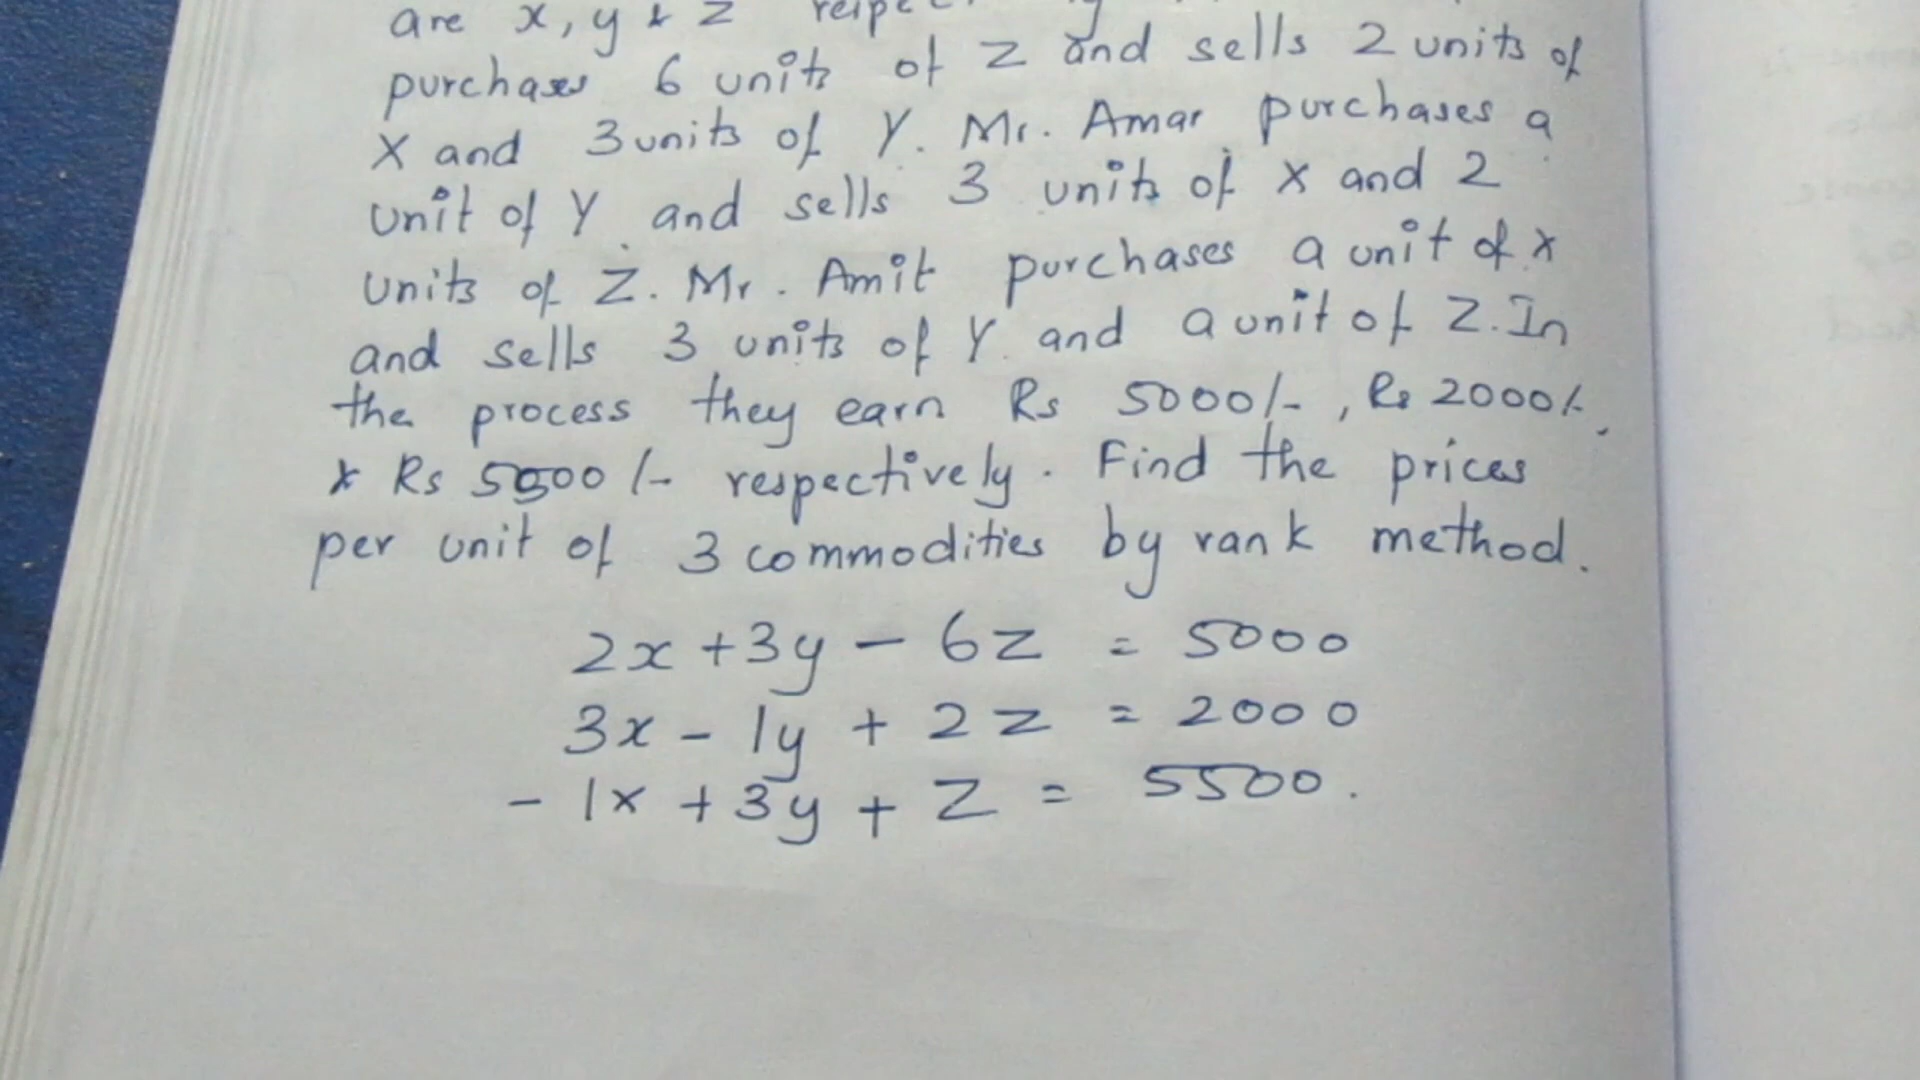 are x, y & z
purchases 6 units of Z and sells 2 units of
X and 3 units of Y. Mr. Amar purchases a
unit of Y and sells 3 units of X and 2
units of Z. Mr. Amit purchases a unit of X
and sells 3 units of Y and a unit of Z. In
the process they earn Rs 5000/-, Rs 2000/-
& Rs 5500/- respectively. Find the prices
per unit of 3 commodities by rank method.
2x + 3y - 6z = 5000
3x - 1y + 2z = 2000
- 1x + 3y + z = 5500.